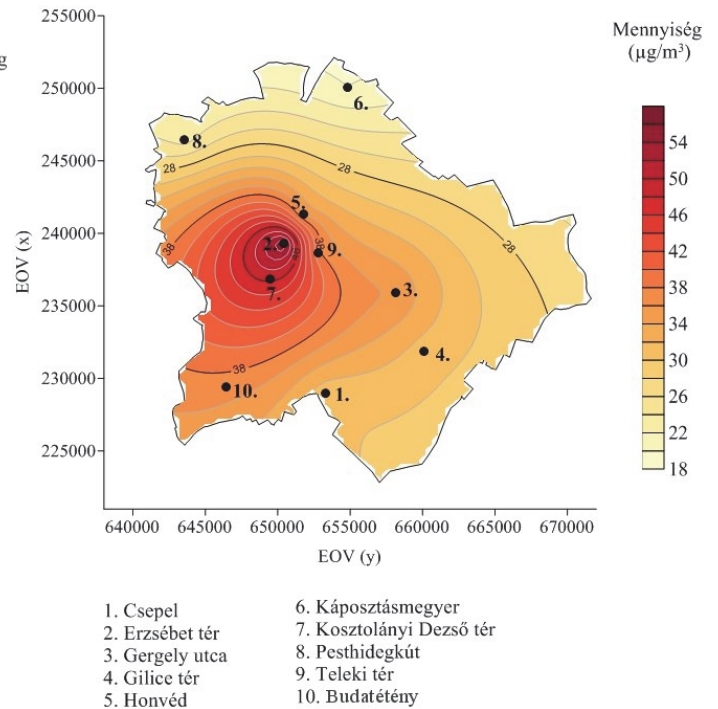 g
Mennyiség
(µg/m³)
255000
250000
245000
240000
235000
230000
225000
EOV (x)
6.
8.
28
28
5.
38
2.
38
9.
28
7.
3.
4.
38
10.
1.
54
50
46
42
38
34
30
26
22
18
640000 645000 650000 655000 660000 665000 670000
EOV (y)
1. Csepel
2. Erzsébet tér
3. Gergely utca
4. Gilice tér
5. Honvéd
6. Káposztásmegyer
7. Kosztolányi Dezső tér
8. Pesthidegkút
9. Teleki tér
10. Budatétény